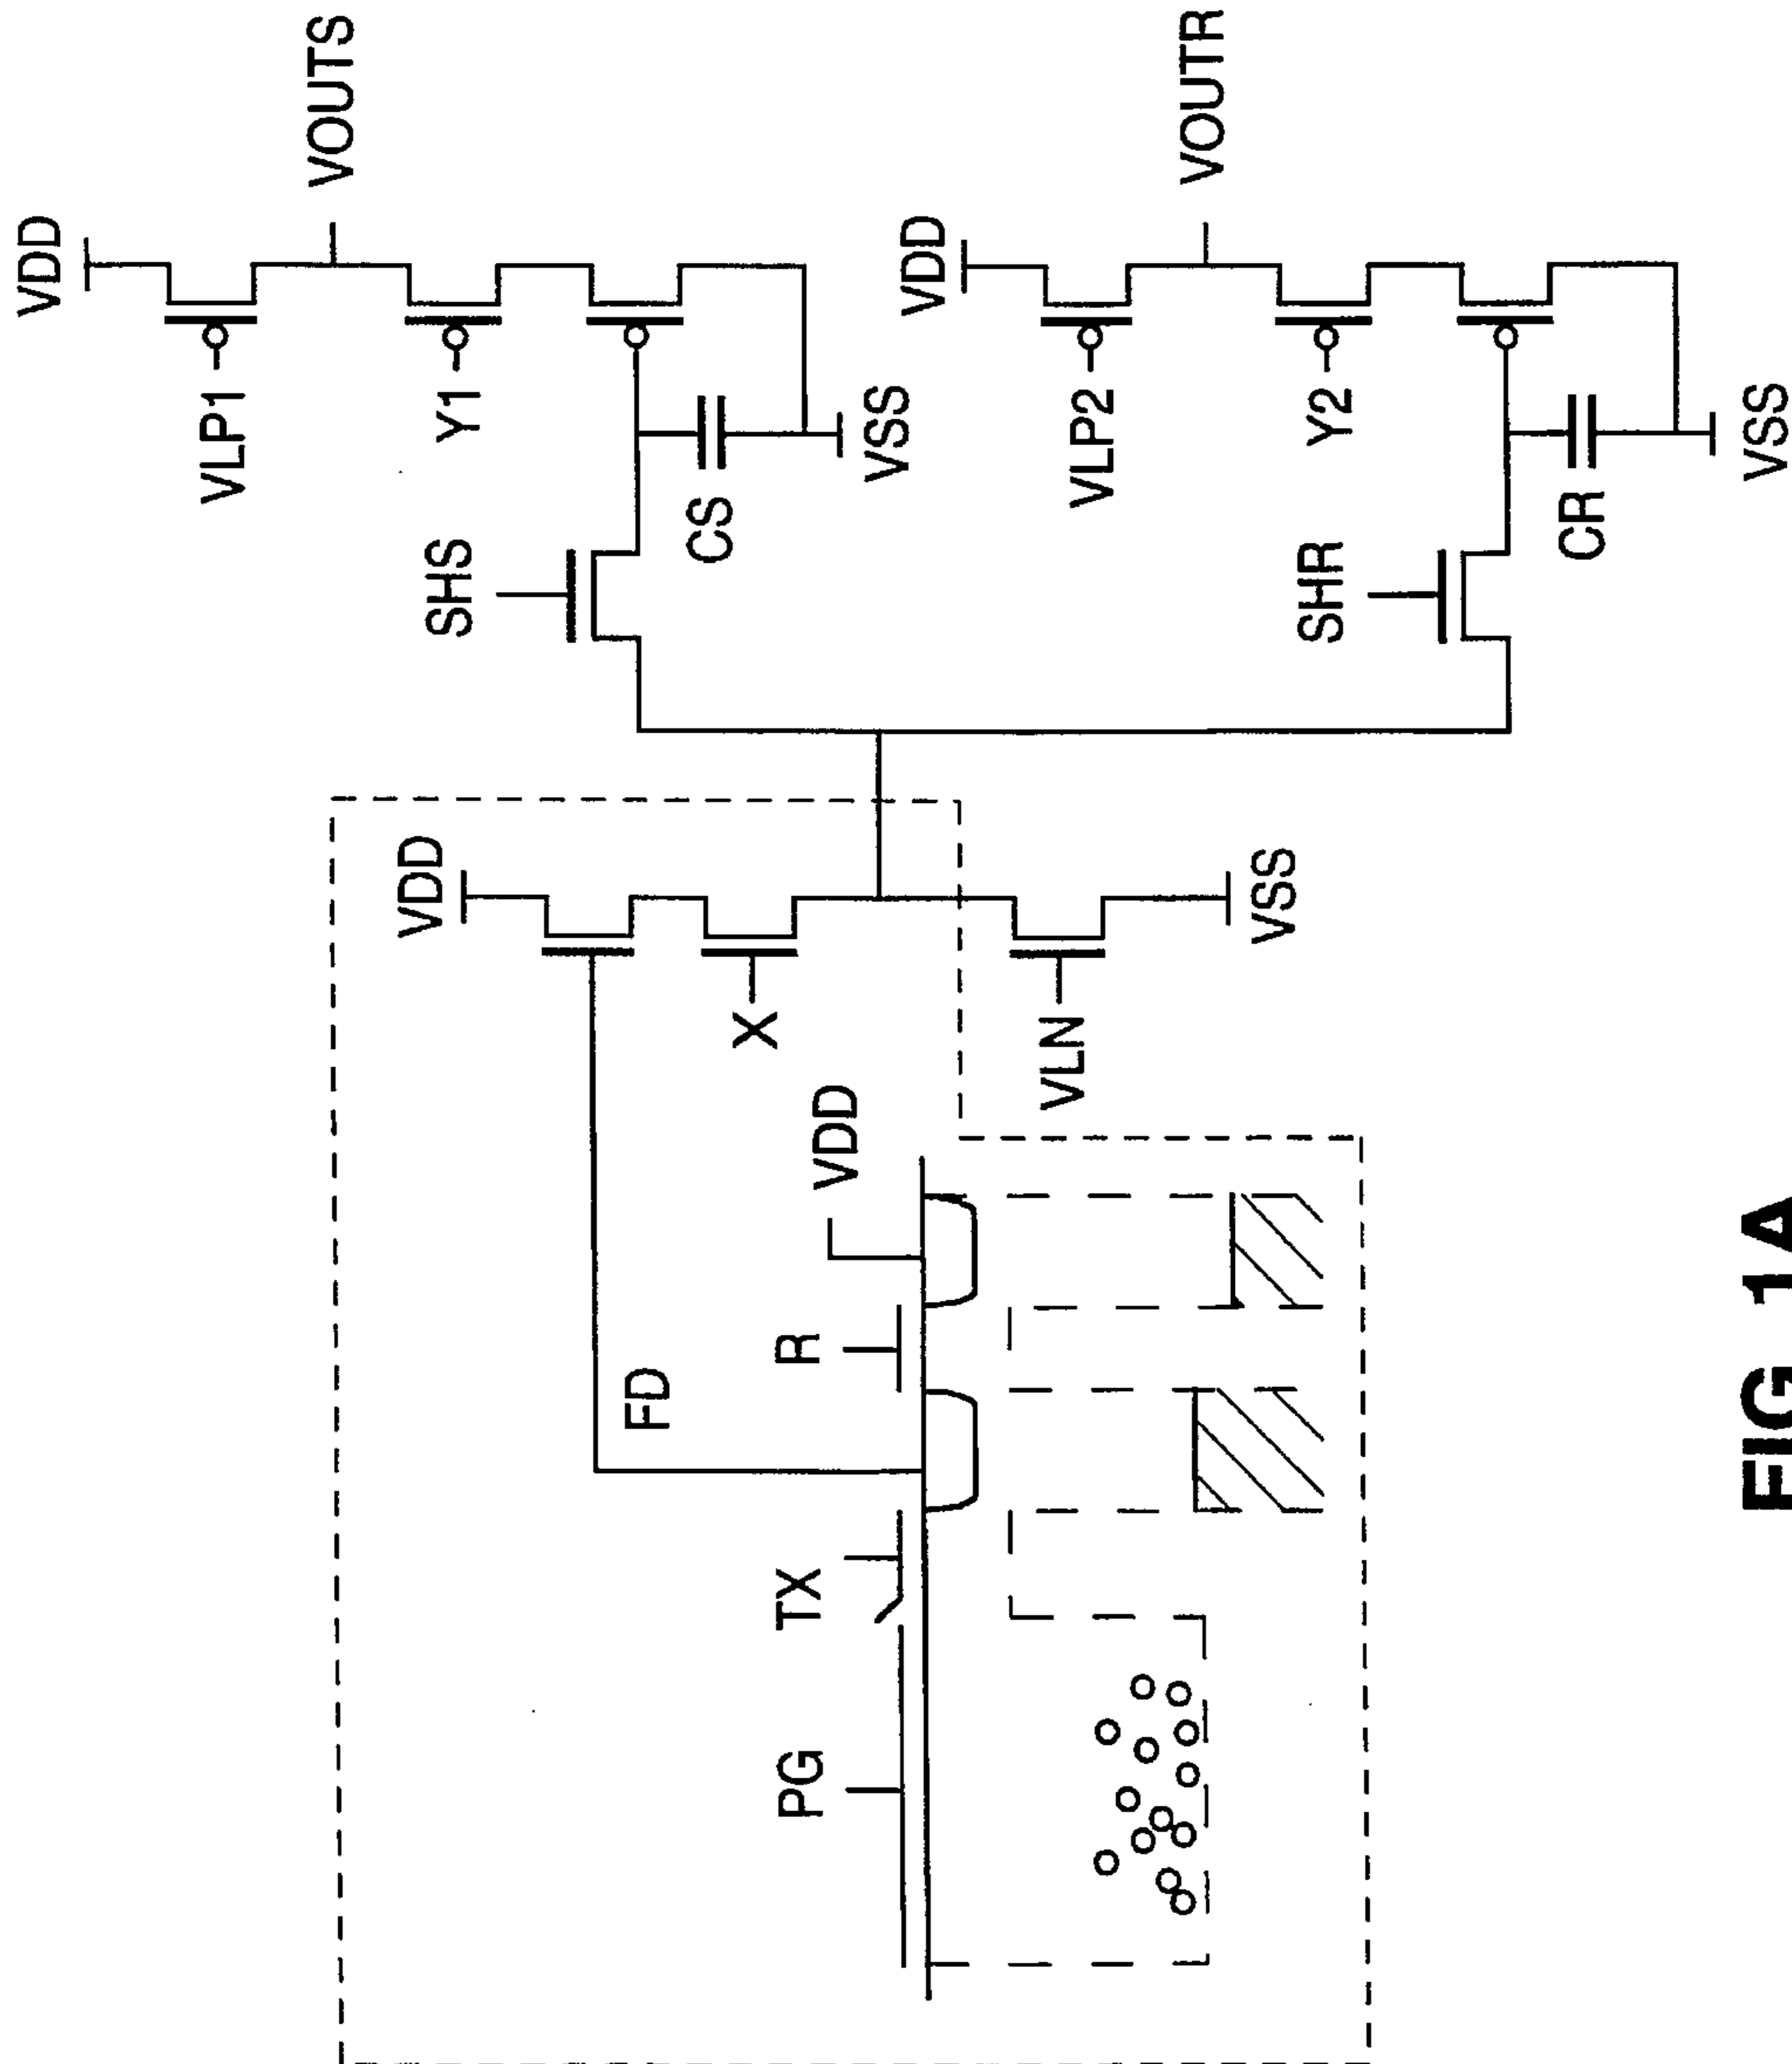 VDD
VOUTS
VLP1
Y1
SHS
CS
VSS
VDD
VOUTR
VLP2
Y2
SHR
CR
VSS
VDD
X
VLN
VSS
FD
VDD
R
TX
PG
FIG. 1A